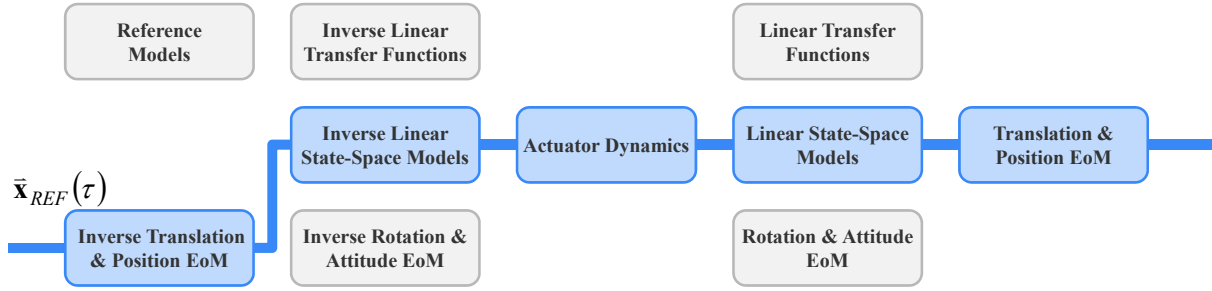 Reference
Models
Inverse Linear
Transfer Functions
Linear Transfer
Functions
Inverse Linear
State-Space Models
Actuator Dynamics
Linear State-Space
Models
Translation &
Position EoM
x⃗_REF(τ)
Inverse Translation
& Position EoM
Inverse Rotation &
Attitude EoM
Rotation & Attitude
EoM